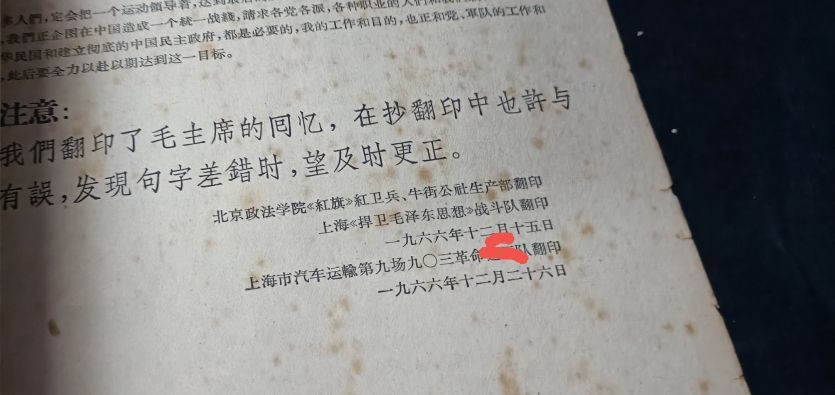 多人們，定会把一个运动領导着，达到最后
，我們正企图在中国造成一个統一战綫，請求各党各派，各种职业的人們和我們
华民国和建立彻底的中国民主政府，都是必要的，我的工作和目的，也正和党、軍队的工作和
，此后要全力以赴以期达到这一目标。
注意：
我們翻印了毛主席的囘忆，在抄翻印中也許与
有誤，发現句字差錯时，望及时更正。
北京政法学院《紅旗》紅卫兵、牛街公社生产部翻印
上海《捍卫毛泽东思想》战斗队翻印
一九六六年十二月十五日
上海市汽车运輸第九场九〇三革命 队翻印
一九六六年十二月二十六日